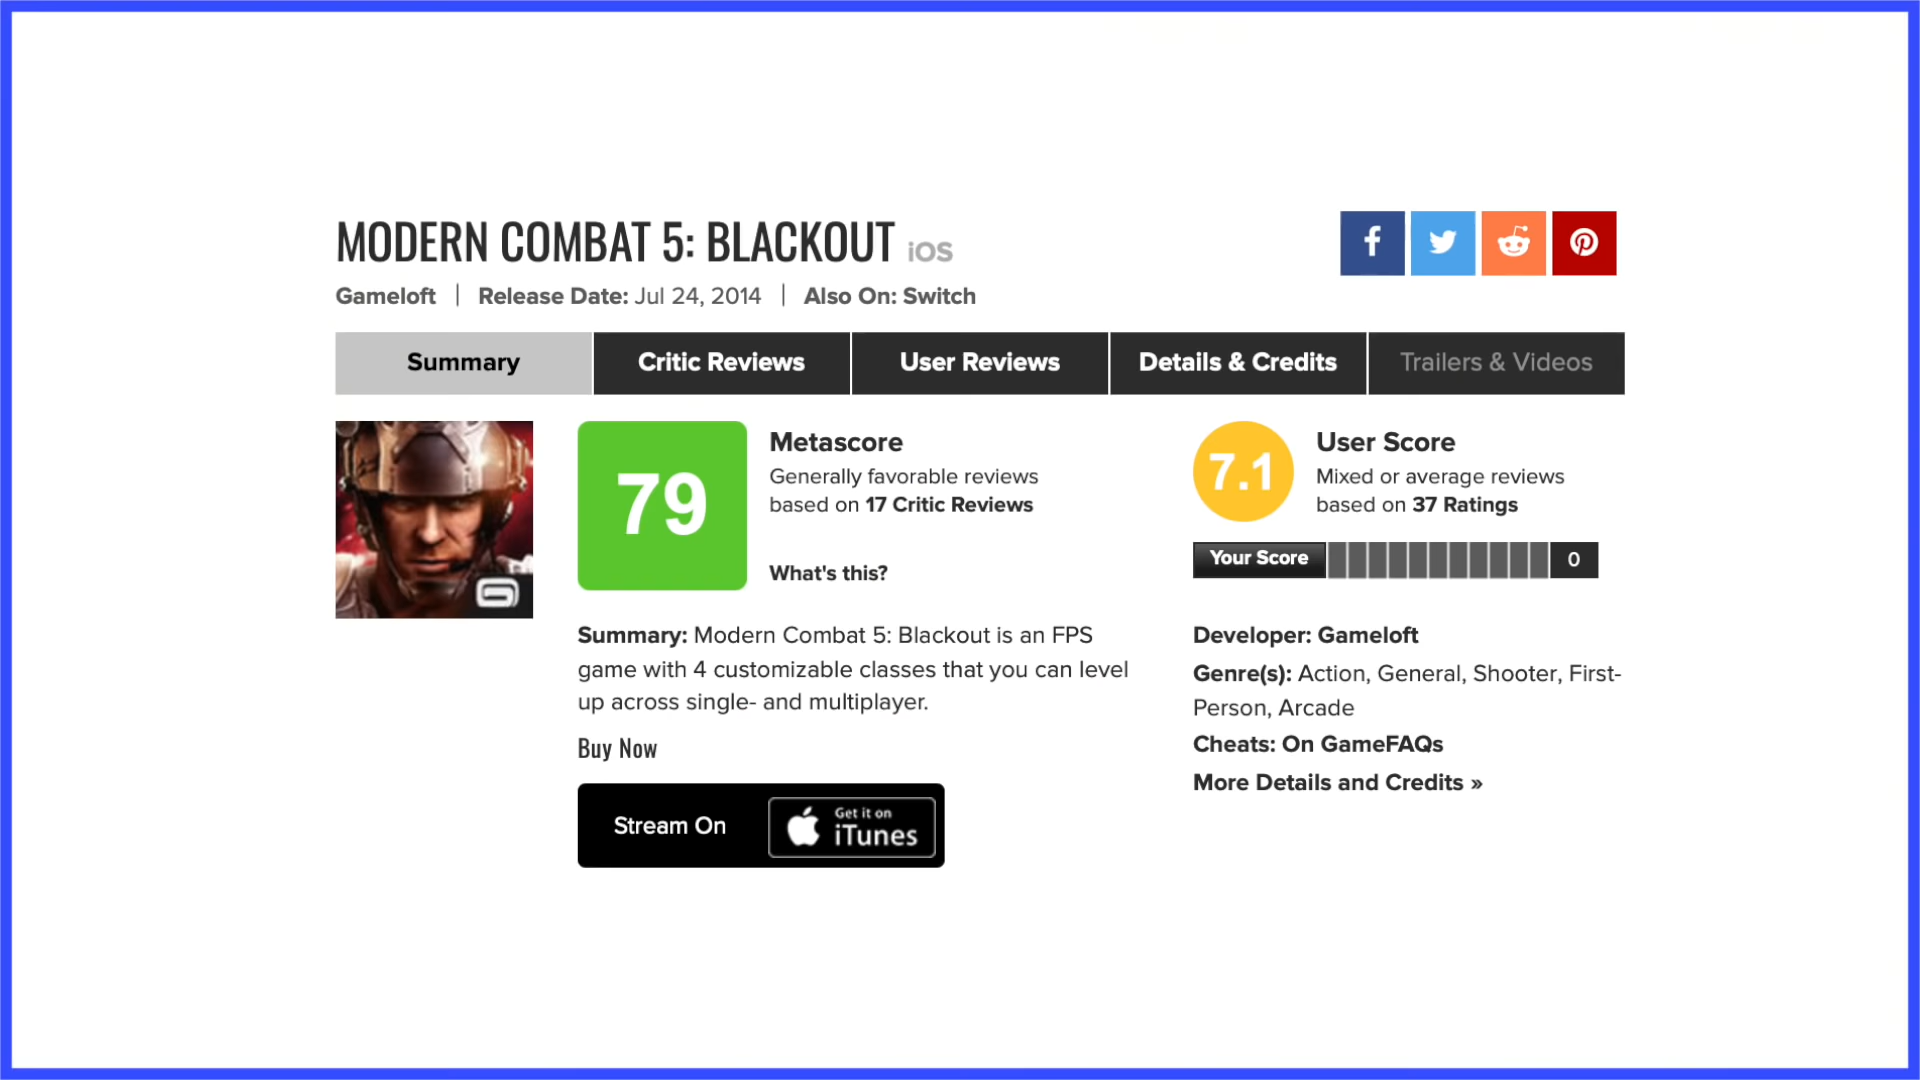 MODERN COMBAT 5: BLACKOUT iOS
Gameloft | Release Date: Jul 24, 2014 | Also On: Switch
Summary
Critic Reviews
User Reviews
Details & Credits
Trailers & Videos
79
Metascore
Generally favorable reviews
based on 17 Critic Reviews
What's this?
7.1
User Score
Mixed or average reviews
based on 37 Ratings
Your Score
0
Summary: Modern Combat 5: Blackout is an FPS
game with 4 customizable classes that you can level
up across single- and multiplayer.
Buy Now
Stream On
Get it on
iTunes
Developer: Gameloft
Genre(s): Action, General, Shooter, First-
Person, Arcade
Cheats: On GameFAQs
More Details and Credits »